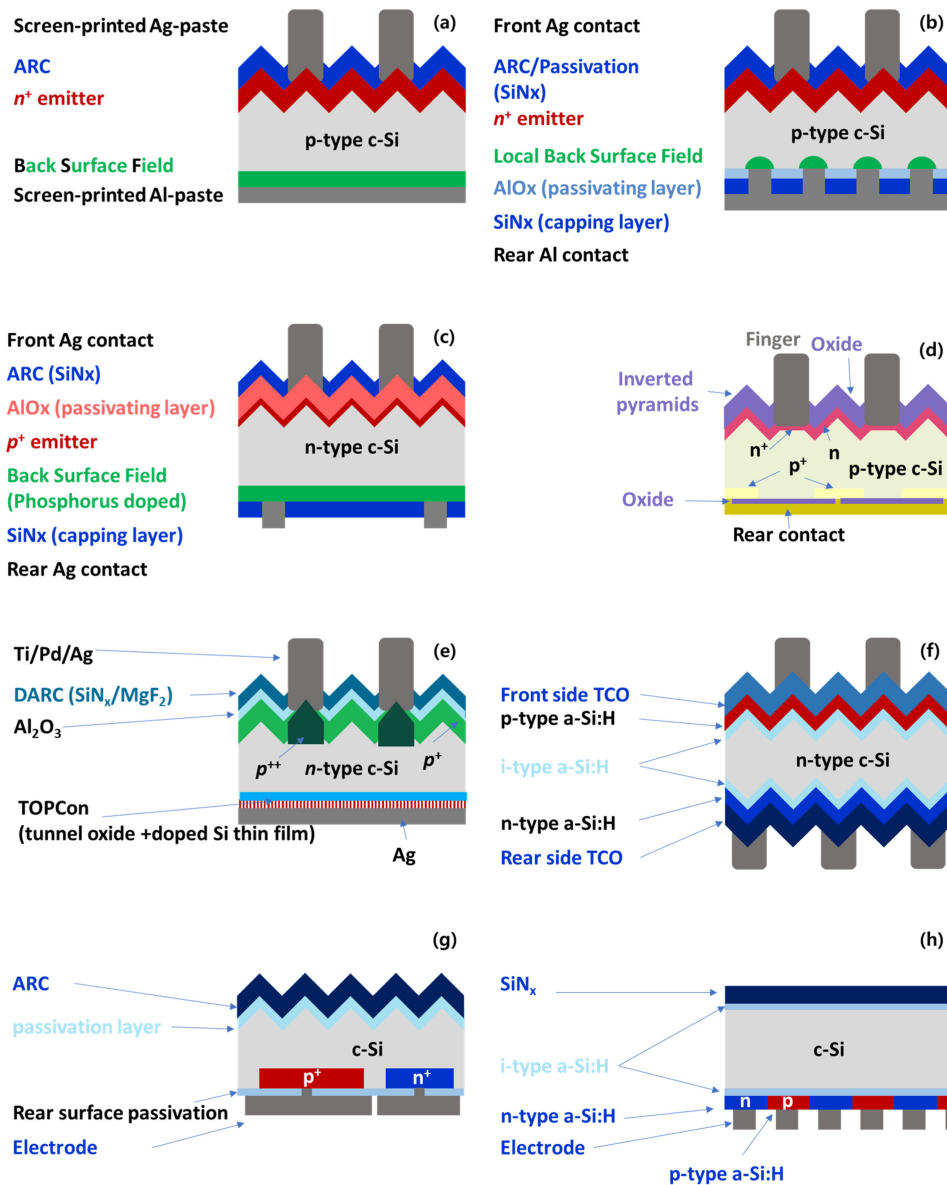 (a)
Screen-printed Ag-paste
ARC
n⁺ emitter
p-type c-Si
Back Surface Field
Screen-printed Al-paste
(b)
Front Ag contact
ARC/Passivation
(SiNx)
n⁺ emitter
p-type c-Si
Local Back Surface Field
AlOx (passivating layer)
SiNx (capping layer)
Rear Al contact
(c)
Front Ag contact
ARC (SiNx)
AlOx (passivating layer)
p⁺ emitter
n-type c-Si
Back Surface Field
(Phosphorus doped)
SiNx (capping layer)
Rear Ag contact
(d)
Finger
Oxide
Inverted
pyramids
n⁺
n
p⁺
p-type c-Si
Oxide
Rear contact
(e)
Ti/Pd/Ag
DARC (SiNₓ/MgF₂)
Al₂O₃
p⁺⁺
n-type c-Si
p⁺
TOPCon
(tunnel oxide +doped Si thin film)
Ag
(f)
Front side TCO
p-type a-Si:H
i-type a-Si:H
n-type c-Si
n-type a-Si:H
Rear side TCO
(g)
ARC
passivation layer
c-Si
p⁺
n⁺
Rear surface passivation
Electrode
(h)
SiNₓ
c-Si
i-type a-Si:H
n-type a-Si:H
n
p
Electrode
p-type a-Si:H